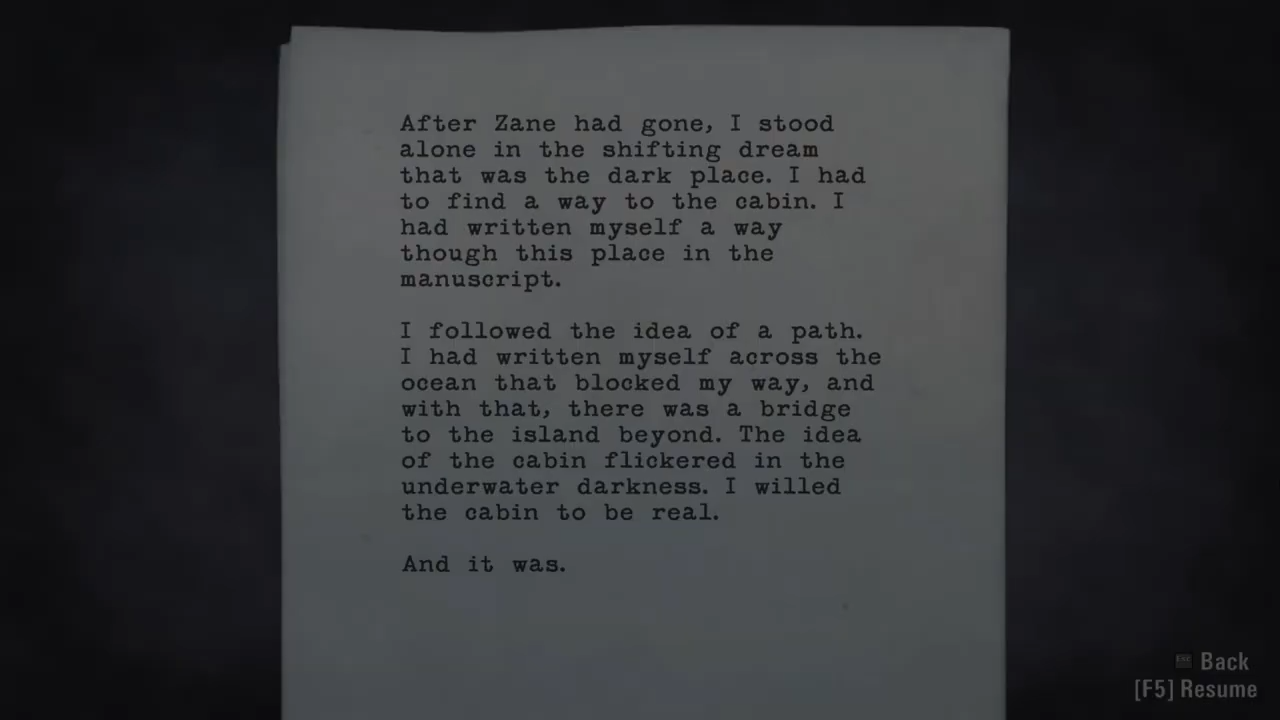 After Zane had gone, I stood
alone in the shifting dream
that was the dark place. I had
to find a way to the cabin. I
had written myself a way
though this place in the
manuscript.
I followed the idea of a path.
I had written myself across the
ocean that blocked my way, and
with that, there was a bridge
to the island beyond. The idea
of the cabin flickered in the
underwater darkness. I willed
the cabin to be real.
And it was.
Esc Back
[F5] Resume